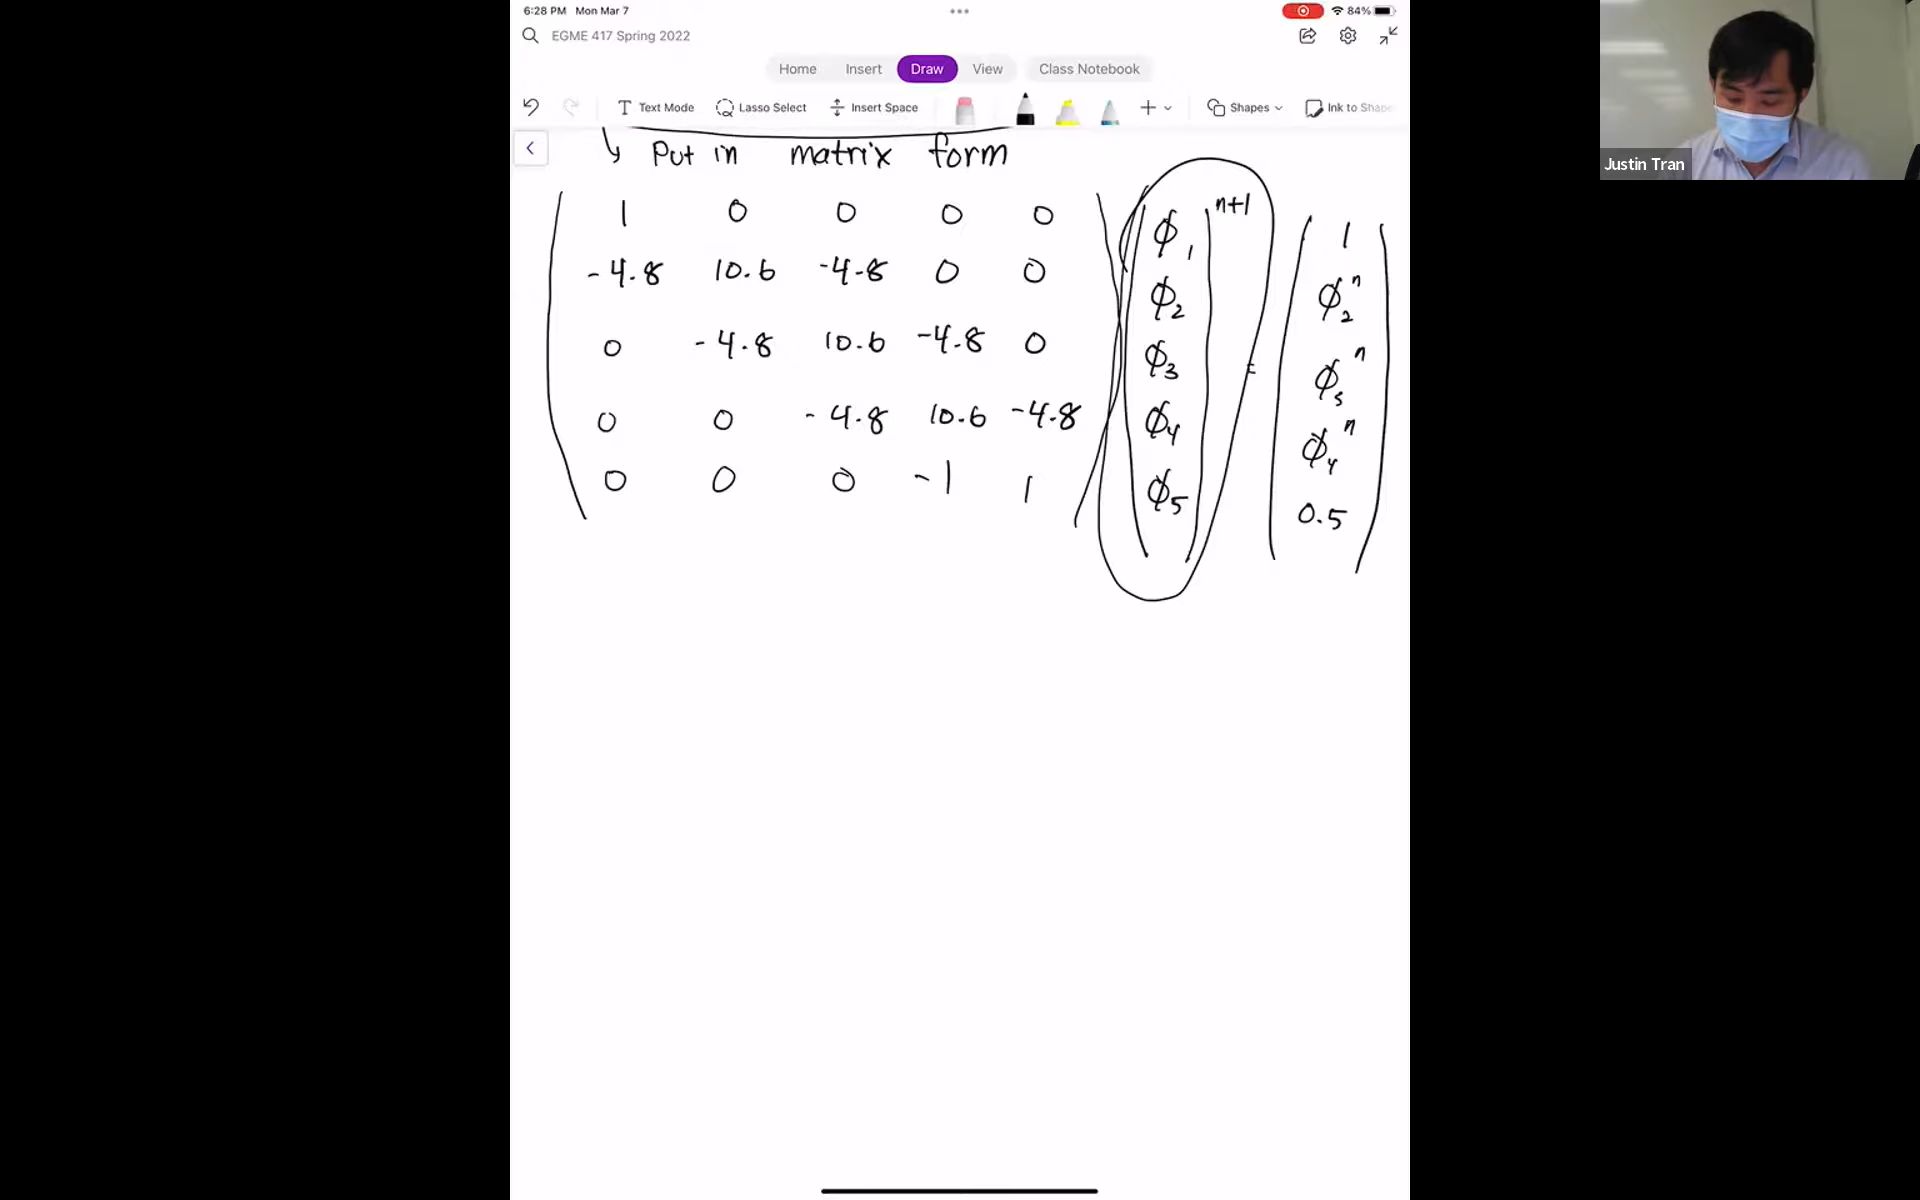 6:28 PM Mon Mar 7
84%
EGME 417 Spring 2022
Home Insert Draw View Class Notebook
Text Mode Lasso Select Insert Space Shapes Ink to Shape
Justin Tran
Put in matrix form
1 0 0 0 0
-4.8 10.6 -4.8 0 0
0 -4.8 10.6 -4.8 0
0 0 -4.8 10.6 -4.8
0 0 0 -1 1
n+1
ϕ1
ϕ2
ϕ3
ϕ4
ϕ5
=
1
ϕ2 n
ϕ3 n
ϕ4 n
0.5